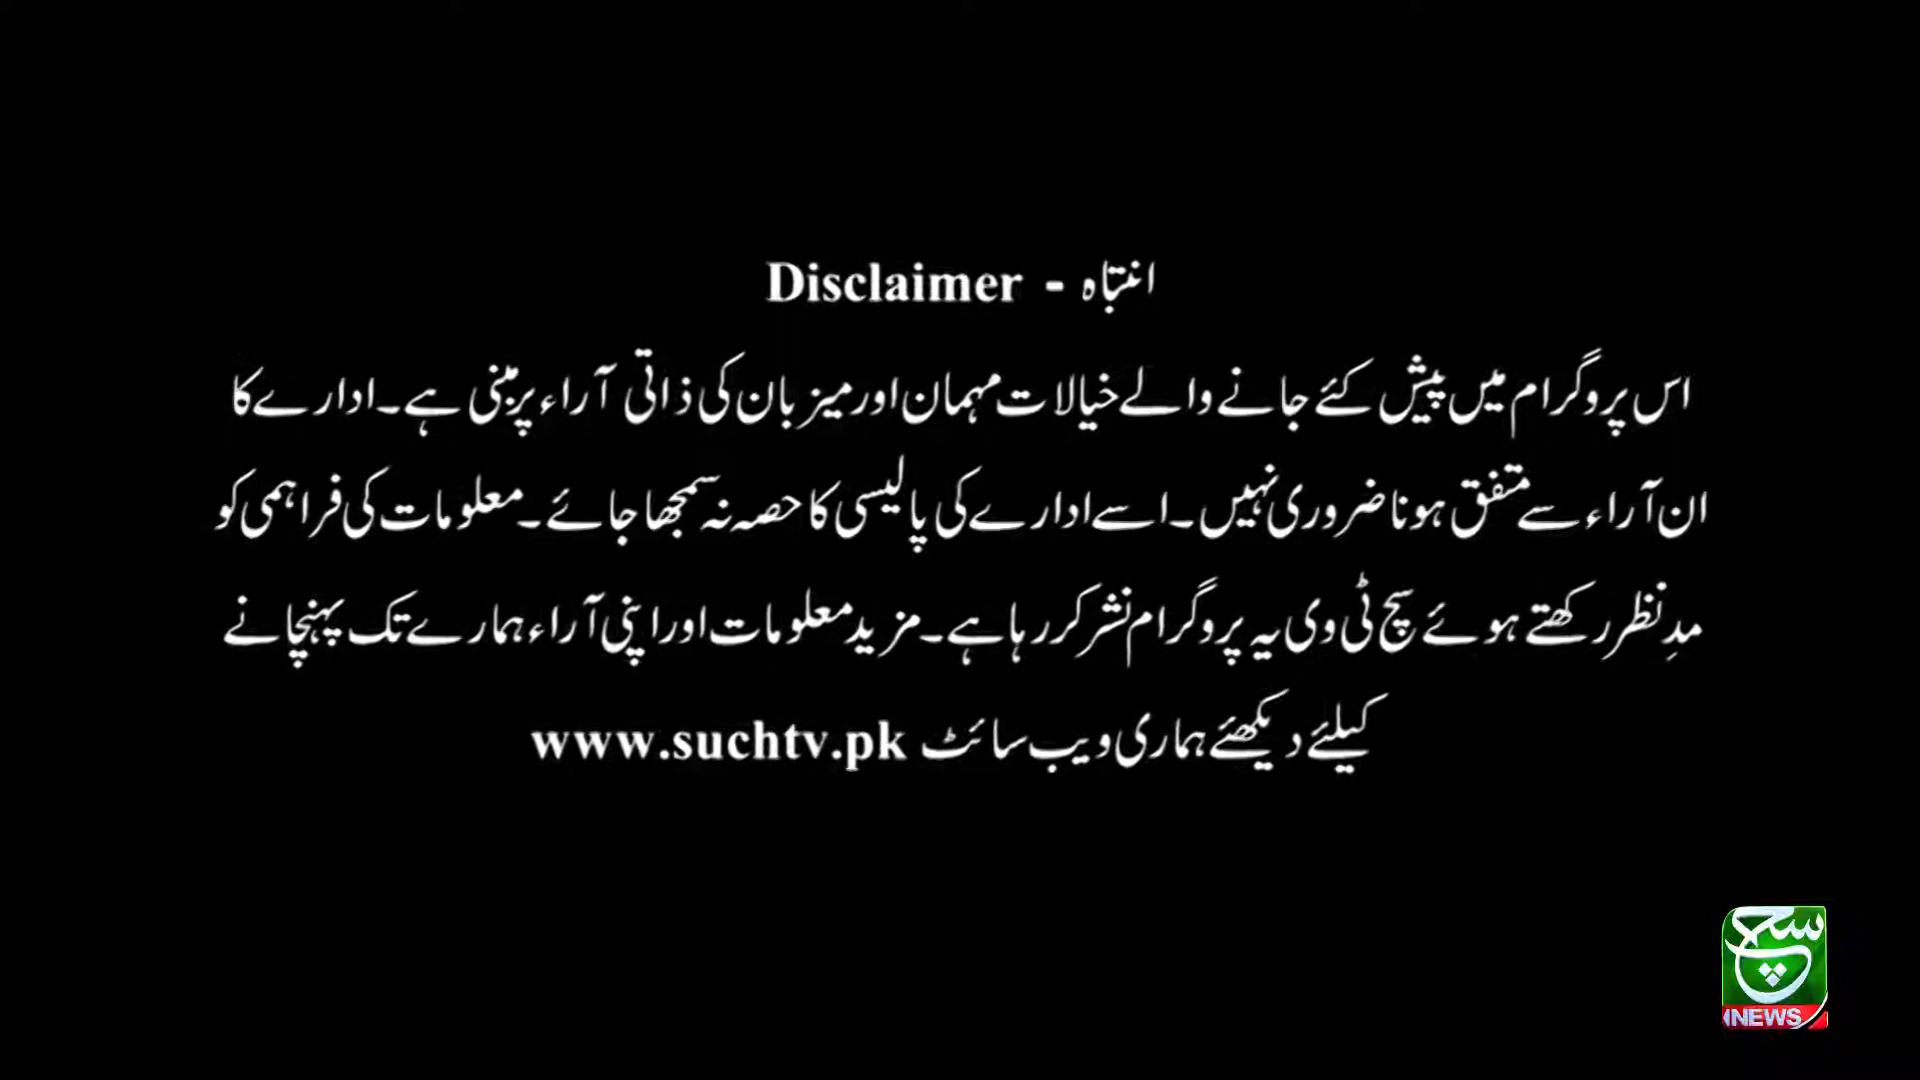 انتباہ - Disclaimer
اس پروگرام میں پیش کئے جانے والے خیالات مہمان اور میزبان کی ذاتی آراء پر مبنی ہے۔ ادارے کا
ان آراء سے متفق ہونا ضروری نہیں۔ اسے ادارے کی پالیسی کا حصہ نہ سمجھا جائے۔ معلومات کی فراہمی کو
مدِنظر رکھتے ہوئے سچ ٹی وی یہ پروگرام نشر کر رہا ہے۔ مزید معلومات اور اپنی آراء ہمارے تک پہنچانے
کیلئے دیکھئے ہماری ویب سائٹ www.suchtv.pk
سچ
NEWS